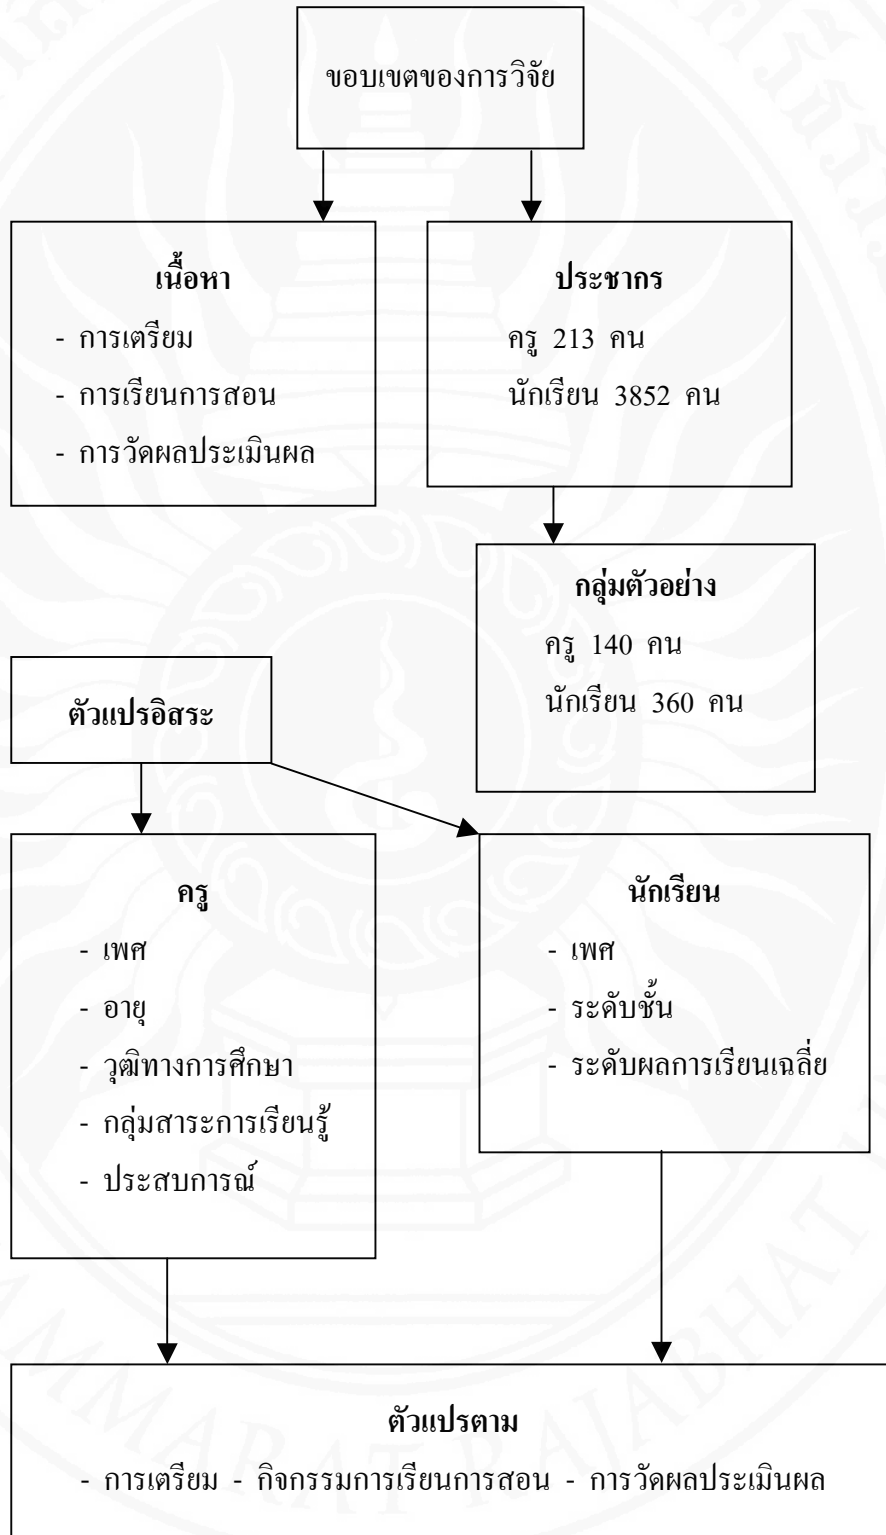 ขอบเขตของการวิจัย
เนื้อหา
- การเตรียม
- การเรียนการสอน
- การวัดผลประเมินผล
ประชากร
ครู 213 คน
นักเรียน 3852 คน
กลุ่มตัวอย่าง
ครู 140 คน
นักเรียน 360 คน
ตัวแปรอิสระ
ครู
- เพศ
- อายุ
- วุฒิทางการศึกษา
- กลุ่มสาระการเรียนรู้
- ประสบการณ์
นักเรียน
- เพศ
- ระดับชั้น
- ระดับผลการเรียนเฉลี่ย
ตัวแปรตาม
- การเตรียม - กิจกรรมการเรียนการสอน - การวัดผลประเมินผล
MMARAT RAJABHAT